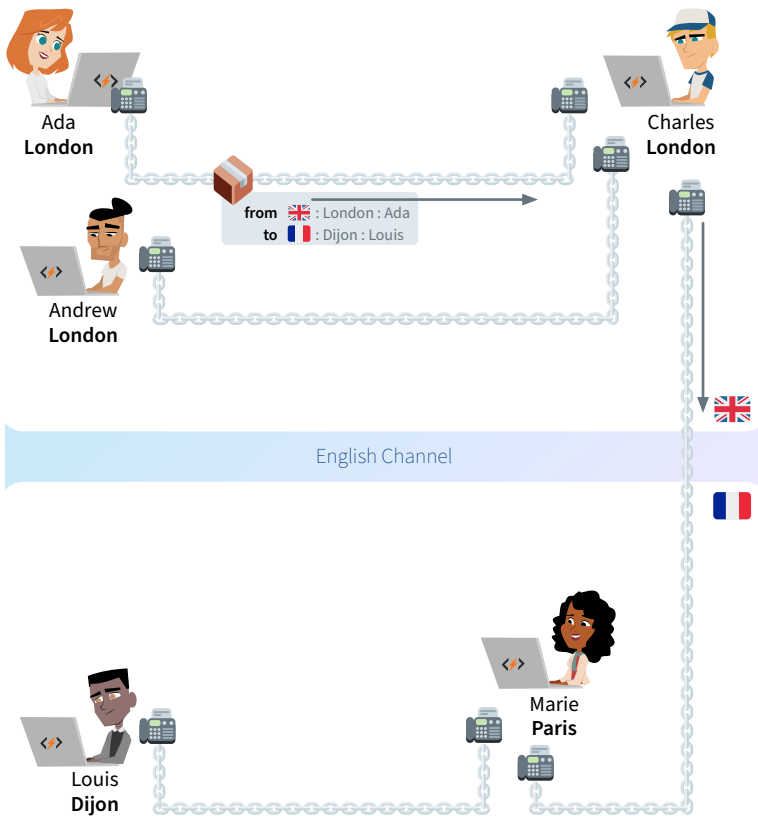 Ada
London
Charles
London
from : London : Ada
to : Dijon : Louis
Andrew
London
English Channel
Marie
Paris
Louis
Dijon